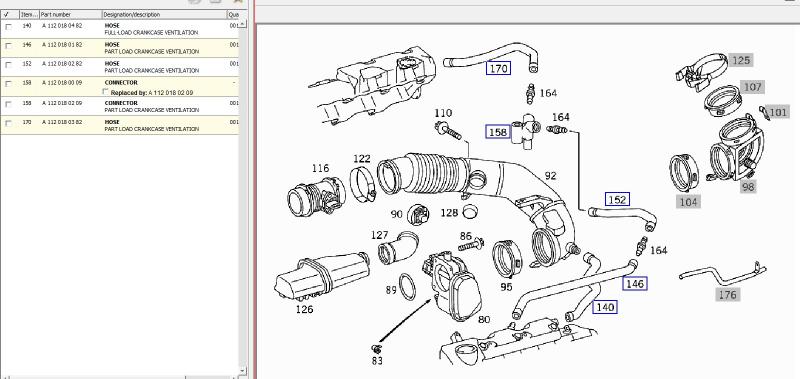 ✓ Item... Part number Designation/description Qua
140 A 112 018 04 82 HOSE 001
FULL-LOAD CRANKCASE VENTILATION
146 A 112 018 01 82 HOSE 001
PART LOAD CRANKCASE VENTILATION
152 A 112 018 02 82 HOSE 001
PART LOAD CRANKCASE VENTILATION
158 A 112 018 00 09 CONNECTOR -
Replaced by: A 112 018 02 09
158 A 112 018 02 09 CONNECTOR 001
PART LOAD CRANKCASE VENTILATION
170 A 112 018 03 82 HOSE 001
PART LOAD CRANKCASE VENTILATION
125
170
107
164
101
110
164
158
122
116
92
98
152
104
90
128
127
86
164
95
146
176
89
126
140
80
83